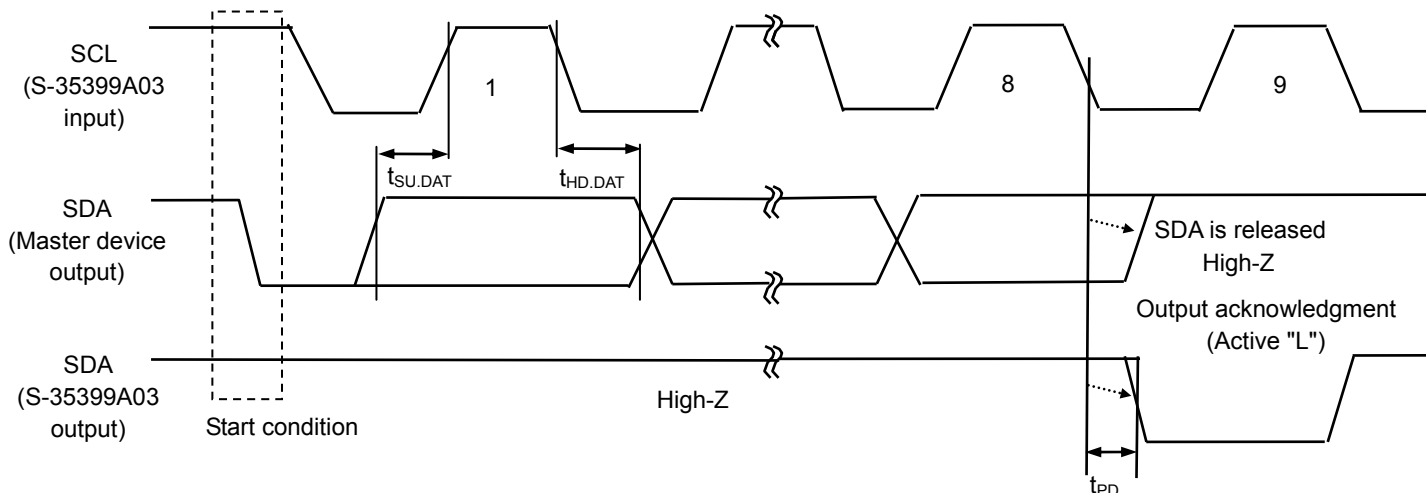 SCL
(S-35399A03
input)
1
8
9
tSU.DAT
tHD.DAT
SDA
(Master device
output)
SDA is released
High-Z
Output acknowledgment
(Active "L")
SDA
(S-35399A03
output)
Start condition
High-Z
tPD